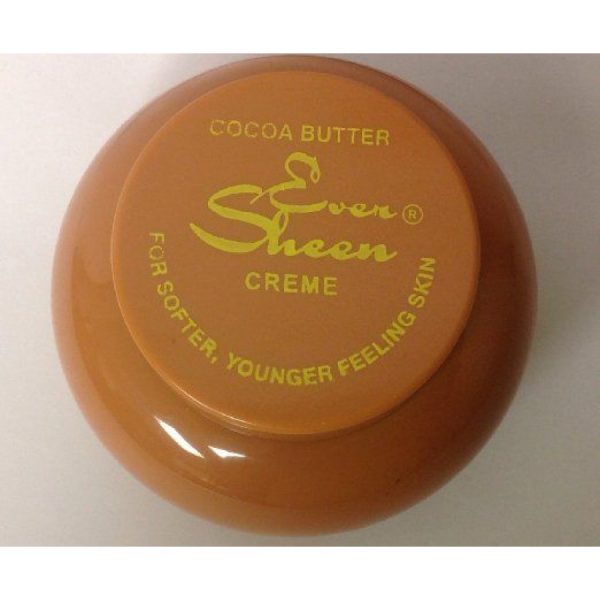 COCOA BUTTER
Ever
Sheen ®
CREME
FOR SOFTER, YOUNGER FEELING SKIN